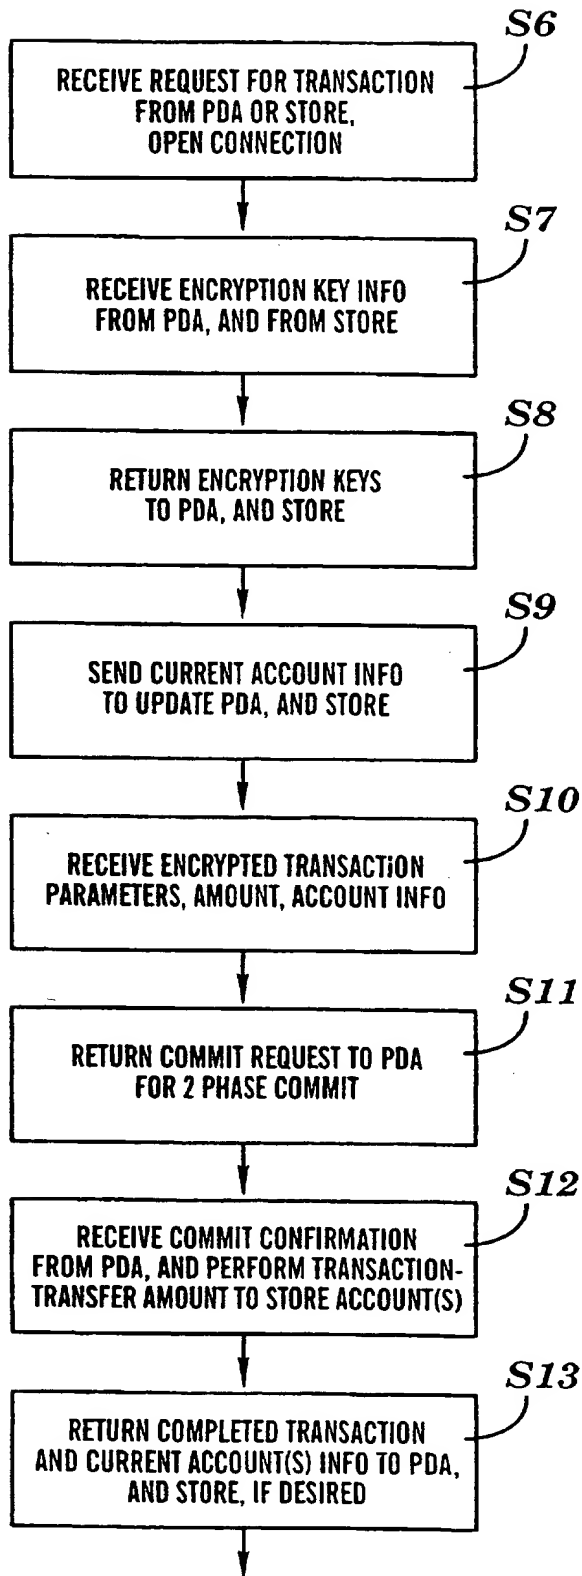 S6
RECEIVE REQUEST FOR TRANSACTION
FROM PDA OR STORE,
OPEN CONNECTION
S7
RECEIVE ENCRYPTION KEY INFO
FROM PDA, AND FROM STORE
S8
RETURN ENCRYPTION KEYS
TO PDA, AND STORE
S9
SEND CURRENT ACCOUNT INFO
TO UPDATE PDA, AND STORE
S10
RECEIVE ENCRYPTED TRANSACTION
PARAMETERS, AMOUNT, ACCOUNT INFO
S11
RETURN COMMIT REQUEST TO PDA
FOR 2 PHASE COMMIT
S12
RECEIVE COMMIT CONFIRMATION
FROM PDA, AND PERFORM TRANSACTION-
TRANSFER AMOUNT TO STORE ACCOUNT(S)
S13
RETURN COMPLETED TRANSACTION
AND CURRENT ACCOUNT(S) INFO TO PDA,
AND STORE, IF DESIRED